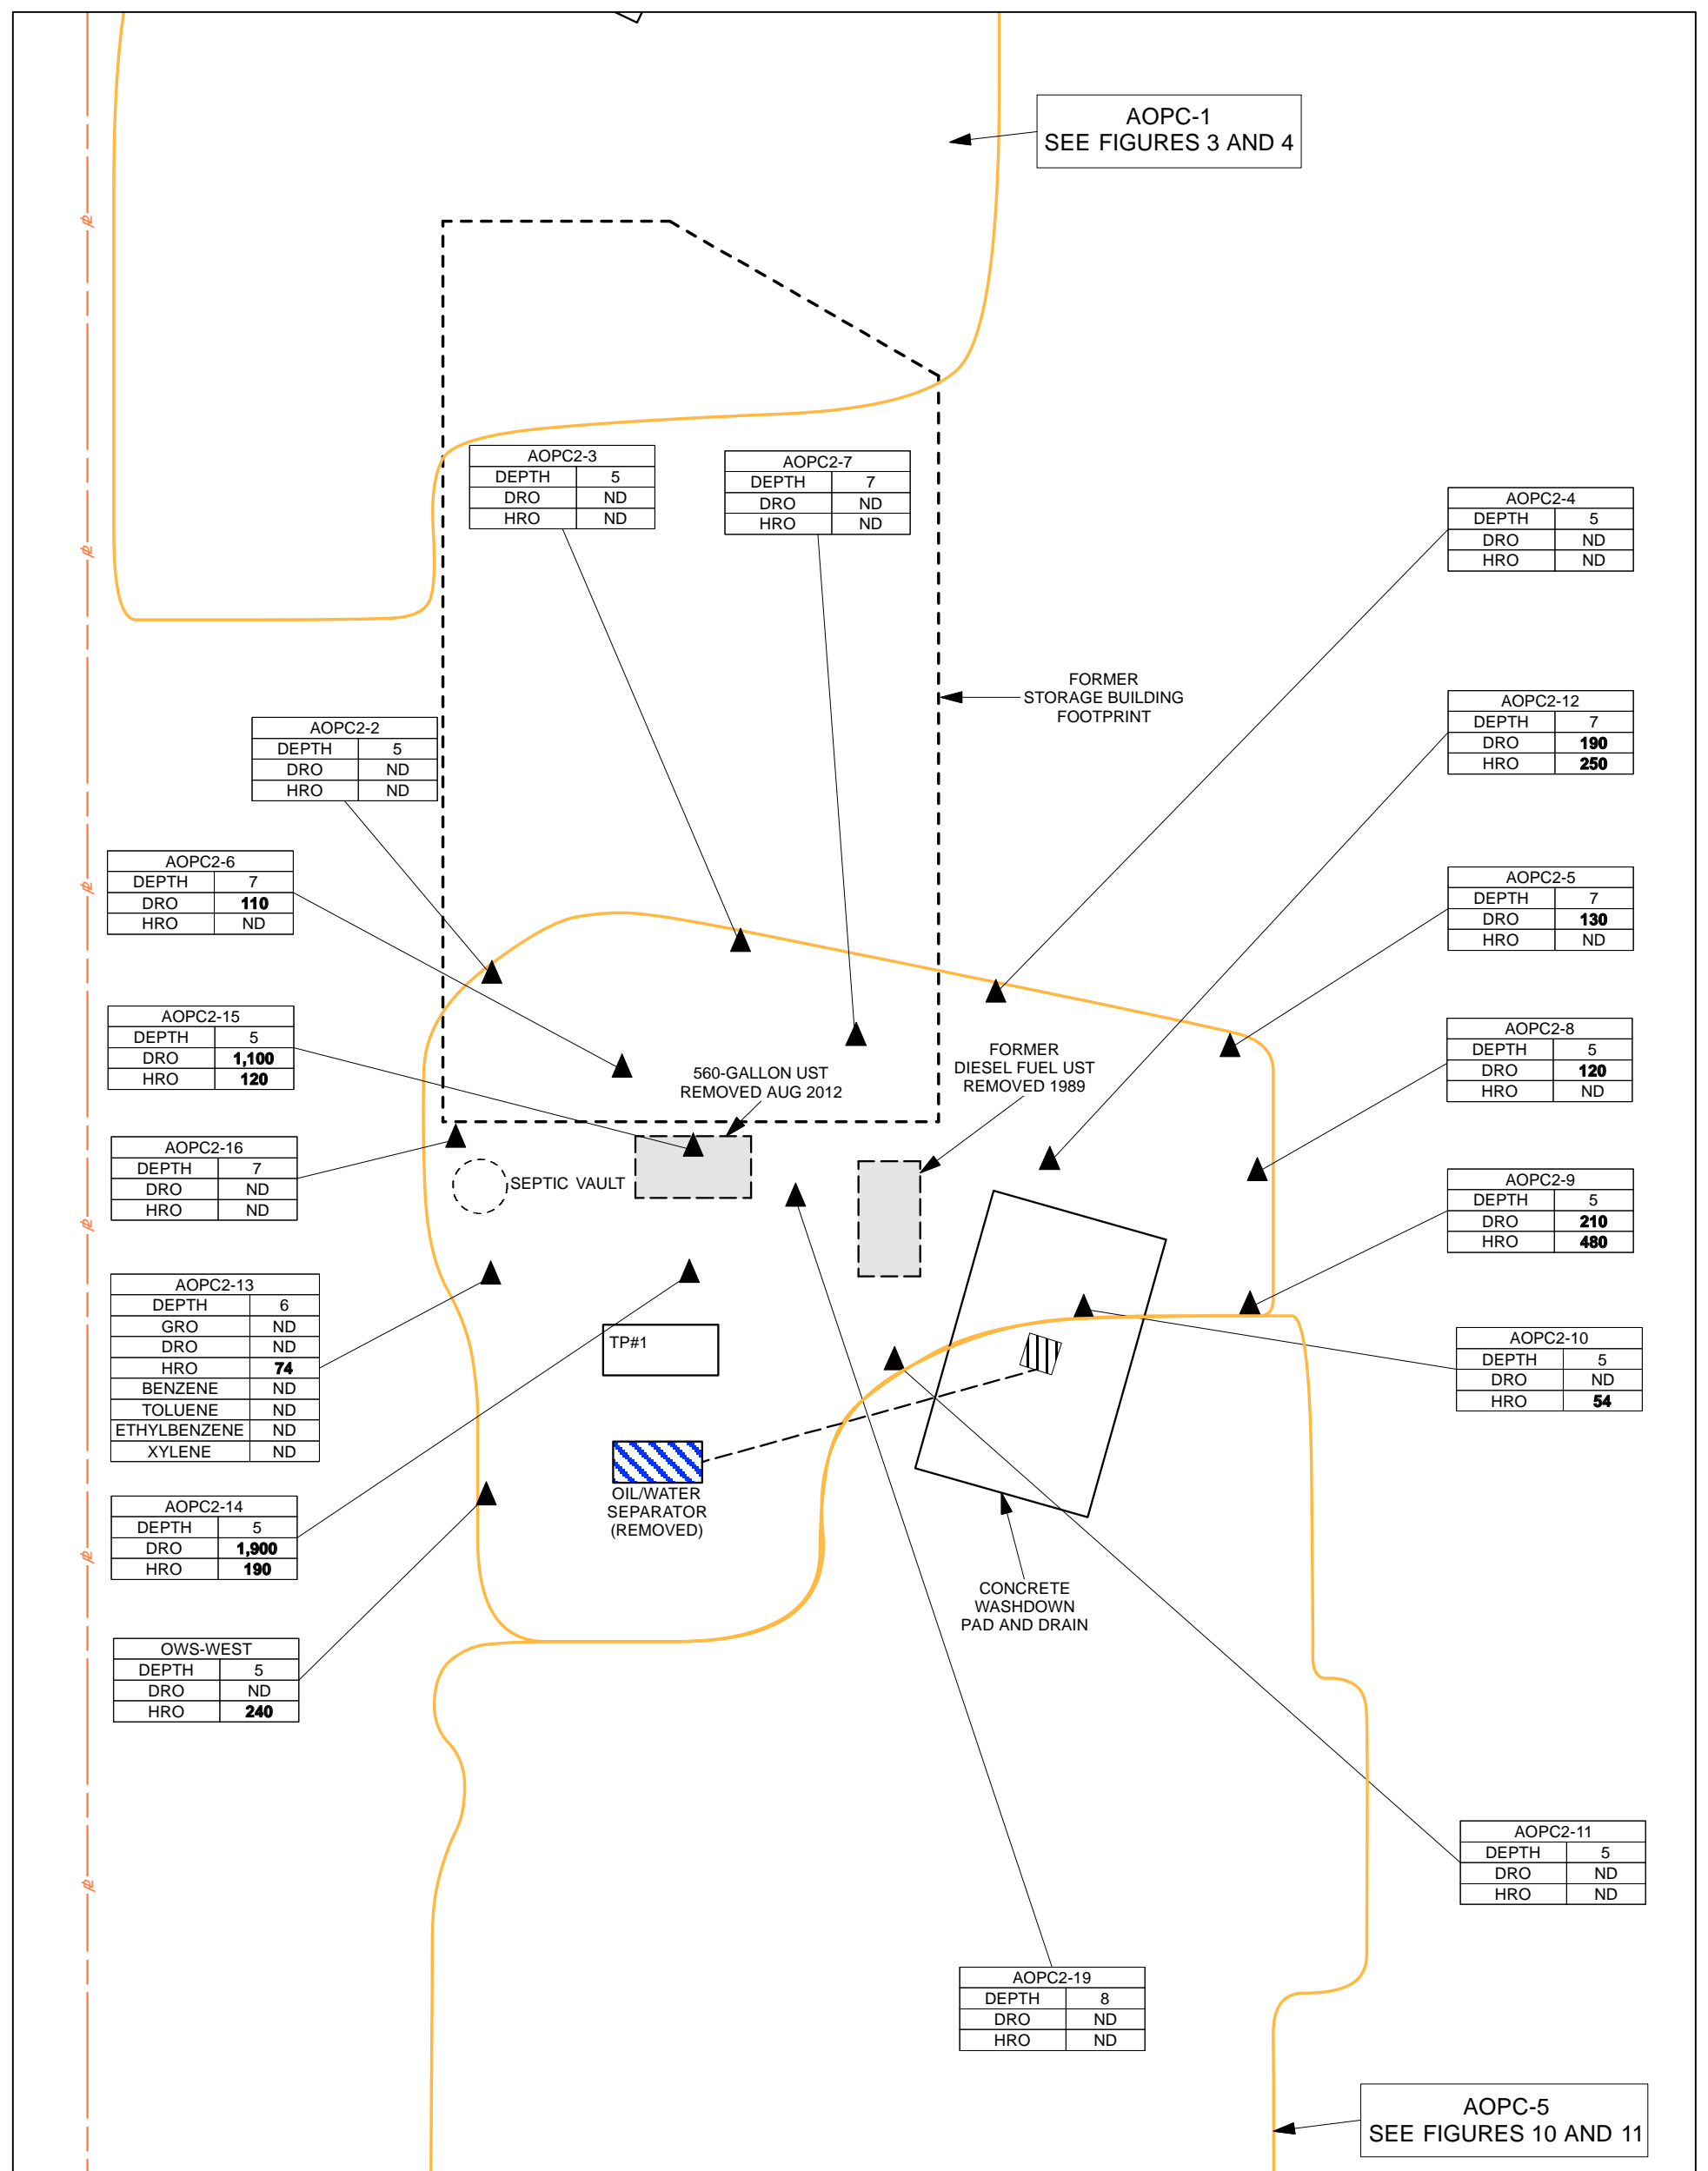 AOPC-1
SEE FIGURES 3 AND 4
AOPC2-3
DEPTH 5
DRO ND
HRO ND
AOPC2-7
DEPTH 7
DRO ND
HRO ND
AOPC2-4
DEPTH 5
DRO ND
HRO ND
FORMER
STORAGE BUILDING
FOOTPRINT
AOPC2-12
DEPTH 7
DRO 190
HRO 250
AOPC2-2
DEPTH 5
DRO ND
HRO ND
AOPC2-6
DEPTH 7
DRO 110
HRO ND
AOPC2-5
DEPTH 7
DRO 130
HRO ND
AOPC2-15
DEPTH 5
DRO 1,100
HRO 120
560-GALLON UST
REMOVED AUG 2012
FORMER
DIESEL FUEL UST
REMOVED 1989
AOPC2-8
DEPTH 5
DRO 120
HRO ND
AOPC2-16
DEPTH 7
DRO ND
HRO ND
SEPTIC VAULT
AOPC2-9
DEPTH 5
DRO 210
HRO 480
AOPC2-13
DEPTH 6
GRO ND
DRO ND
HRO 74
BENZENE ND
TOLUENE ND
ETHYLBENZENE ND
XYLENE ND
TP#1
AOPC2-10
DEPTH 5
DRO ND
HRO 54
OIL/WATER
SEPARATOR
(REMOVED)
AOPC2-14
DEPTH 5
DRO 1,900
HRO 190
CONCRETE
WASHDOWN
PAD AND DRAIN
OWS-WEST
DEPTH 5
DRO ND
HRO 240
AOPC2-11
DEPTH 5
DRO ND
HRO ND
AOPC2-19
DEPTH 8
DRO ND
HRO ND
AOPC-5
SEE FIGURES 10 AND 11